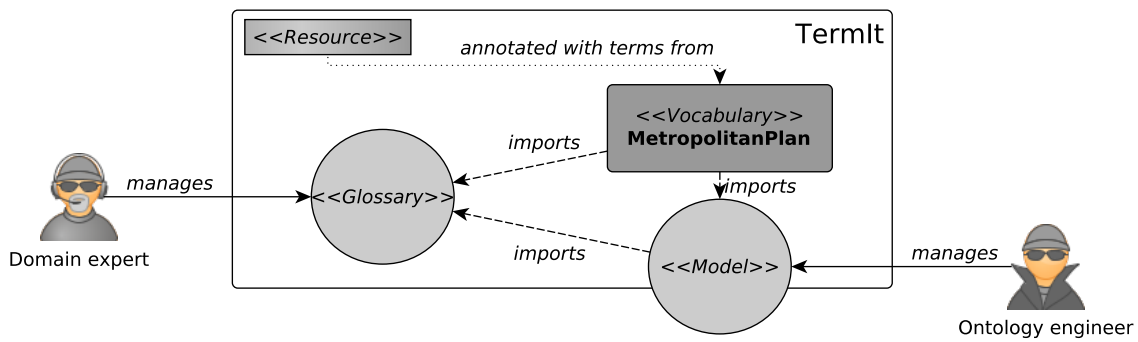 <<Resource>>
TermIt
annotated with terms from
<<Vocabulary>>
MetropolitanPlan
imports
imports
manages
<<Glossary>>
imports
<<Model>>
manages
Domain expert
Ontology engineer